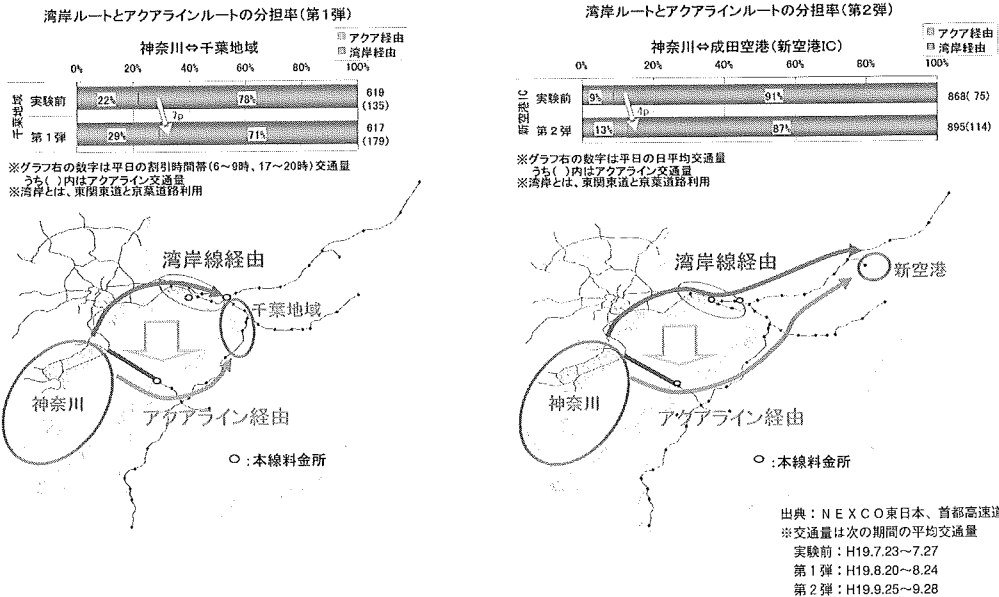 湾岸ルートとアクアラインルートの分担率(第1弾)
神奈川⇔千葉地域
アクア経由
湾岸経由
0% 20% 40% 60% 80% 100%
千葉地域
実験前 22% 78% 619
(135)
7p
第1弾 29% 71% 617
(179)
※グラフ右の数字は平日の割引時間帯(6～9時、17～20時)交通量
うち( )内はアクアライン交通量
※湾岸とは、東関東道と京葉道路利用
湾岸線経由
千葉地域
神奈川
アクアライン経由
○:本線料金所
湾岸ルートとアクアラインルートの分担率(第2弾)
神奈川⇔成田空港(新空港IC)
アクア経由
湾岸経由
0% 20% 40% 60% 80% 100%
新空港IC
実験前 9% 91% 868( 75)
4p
第2弾 13% 87% 895(114)
※グラフ右の数字は平日の日平均交通量
うち( )内はアクアライン交通量
※湾岸とは、東関東道と京葉道路利用
湾岸線経由
新空港
神奈川
アクアライン経由
○:本線料金所
出典:NEXCO東日本、首都高速道
※交通量は次の期間の平均交通量
実験前:H19.7.23～7.27
第1弾:H19.8.20～8.24
第2弾:H19.9.25～9.28